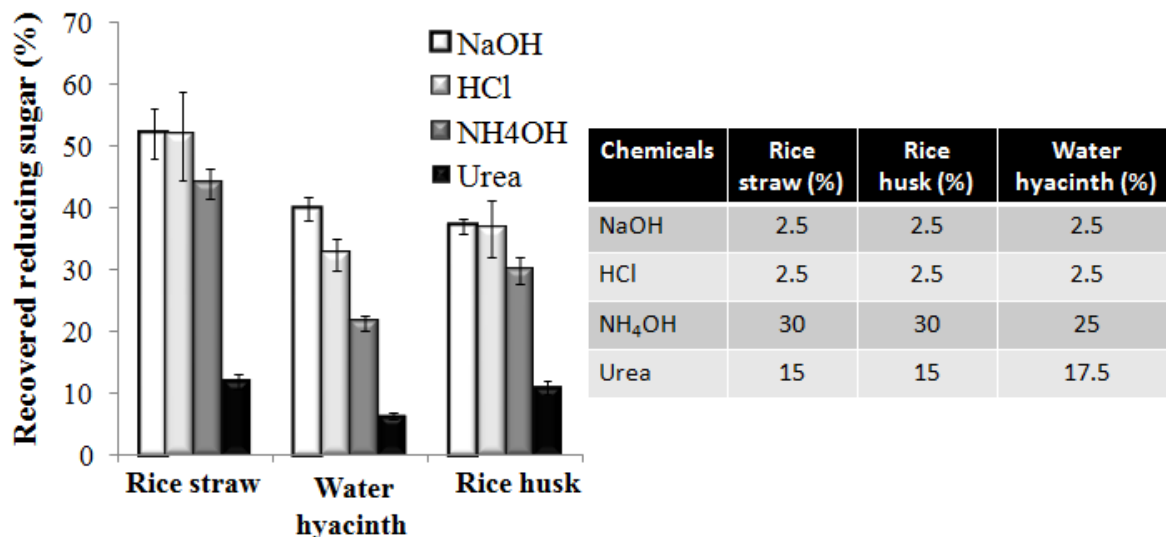 Recovered reducing sugar (%)
70
60
50
40
30
20
10
0
NaOH
HCl
NH4OH
Urea
Rice straw
Water
hyacinth
Rice husk
Chemicals Rice Rice Water
straw (%) husk (%) hyacinth (%)
NaOH 2.5 2.5 2.5
HCl 2.5 2.5 2.5
NH₄OH 30 30 25
Urea 15 15 17.5